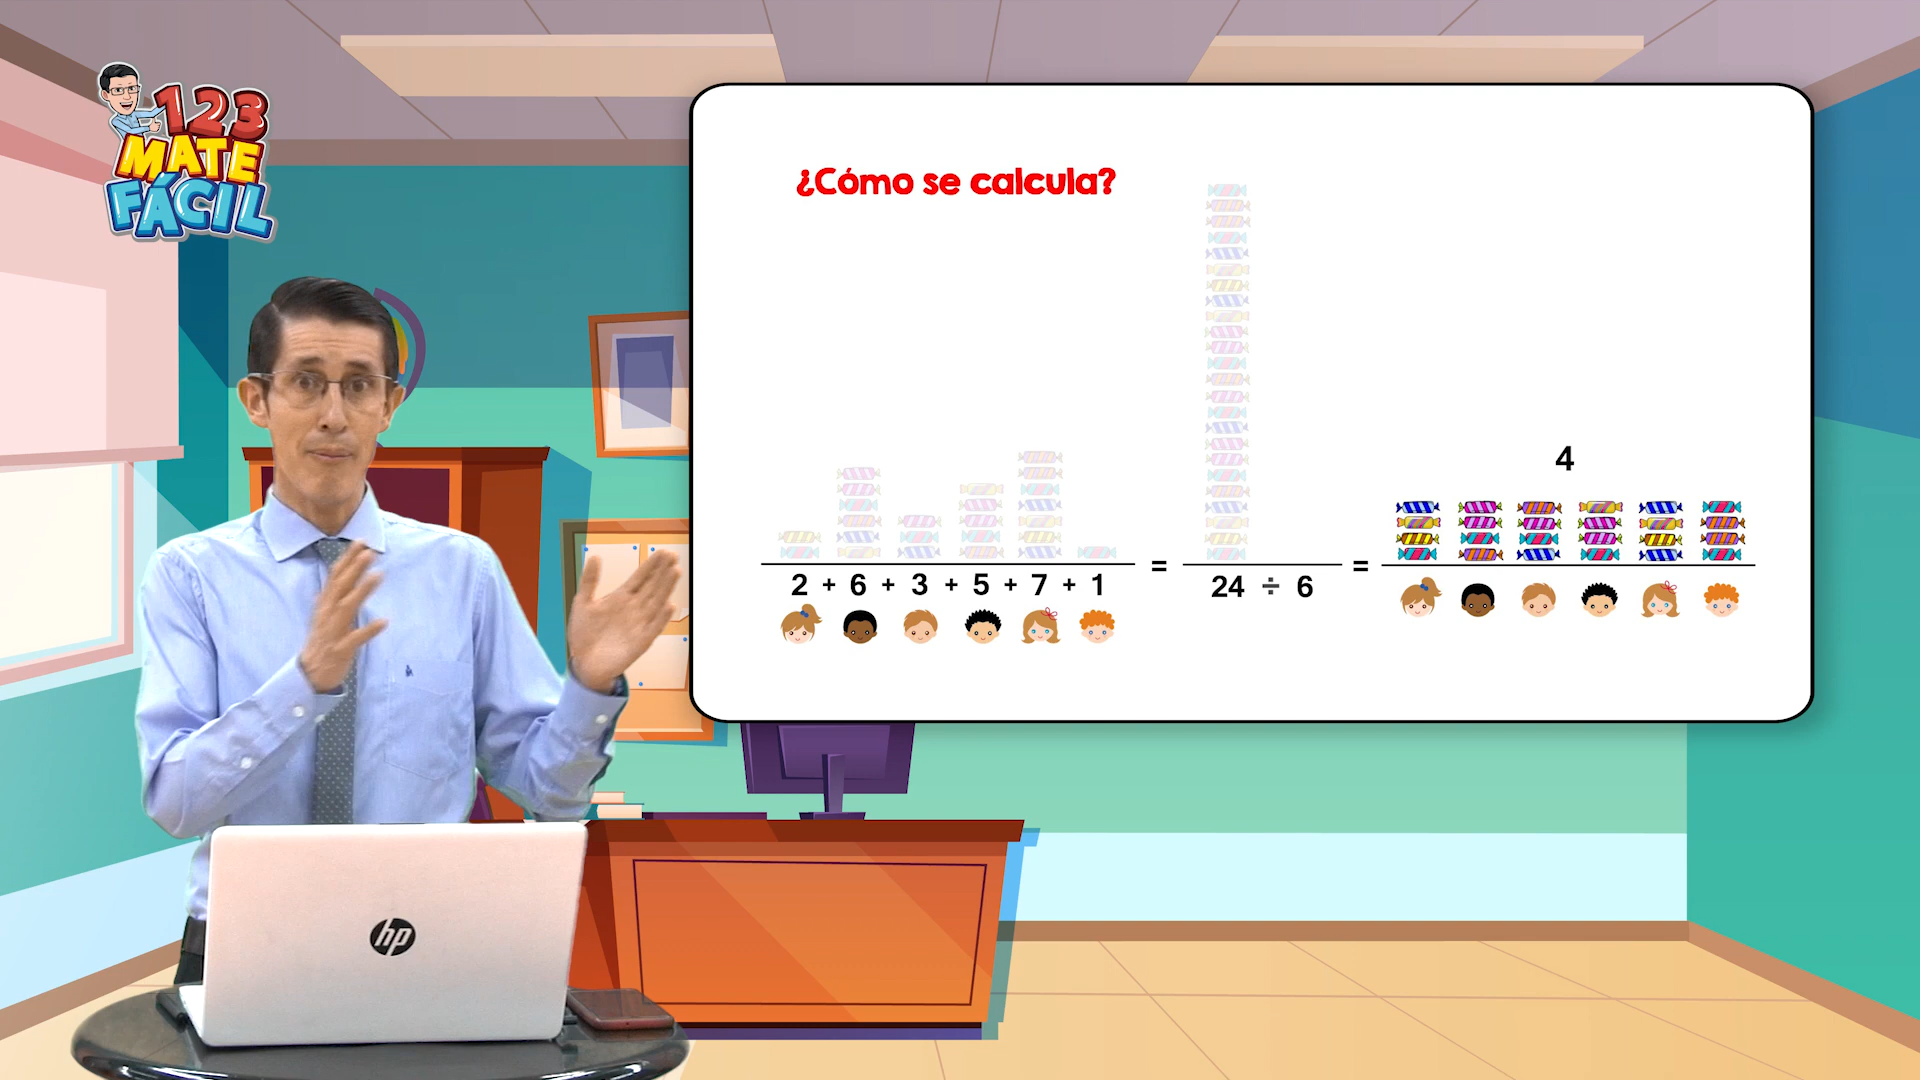 123
MATE
FÁCIL
¿Cómo se calcula?
2 + 6 + 3 + 5 + 7 + 1 = 24 ÷ 6 = 4
hp